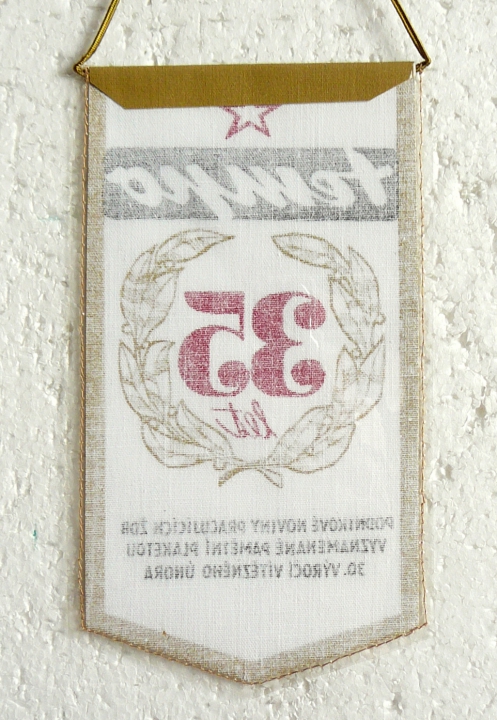 tempo
35
let
PODNIKOVÉ NOVINY PRACUJÍCÍCH ŽDB
VYZNAMENANÉ PAMĚTNÍ PLAKETOU
30. VÝROČÍ VÍTĚZNÉHO ÚNORA